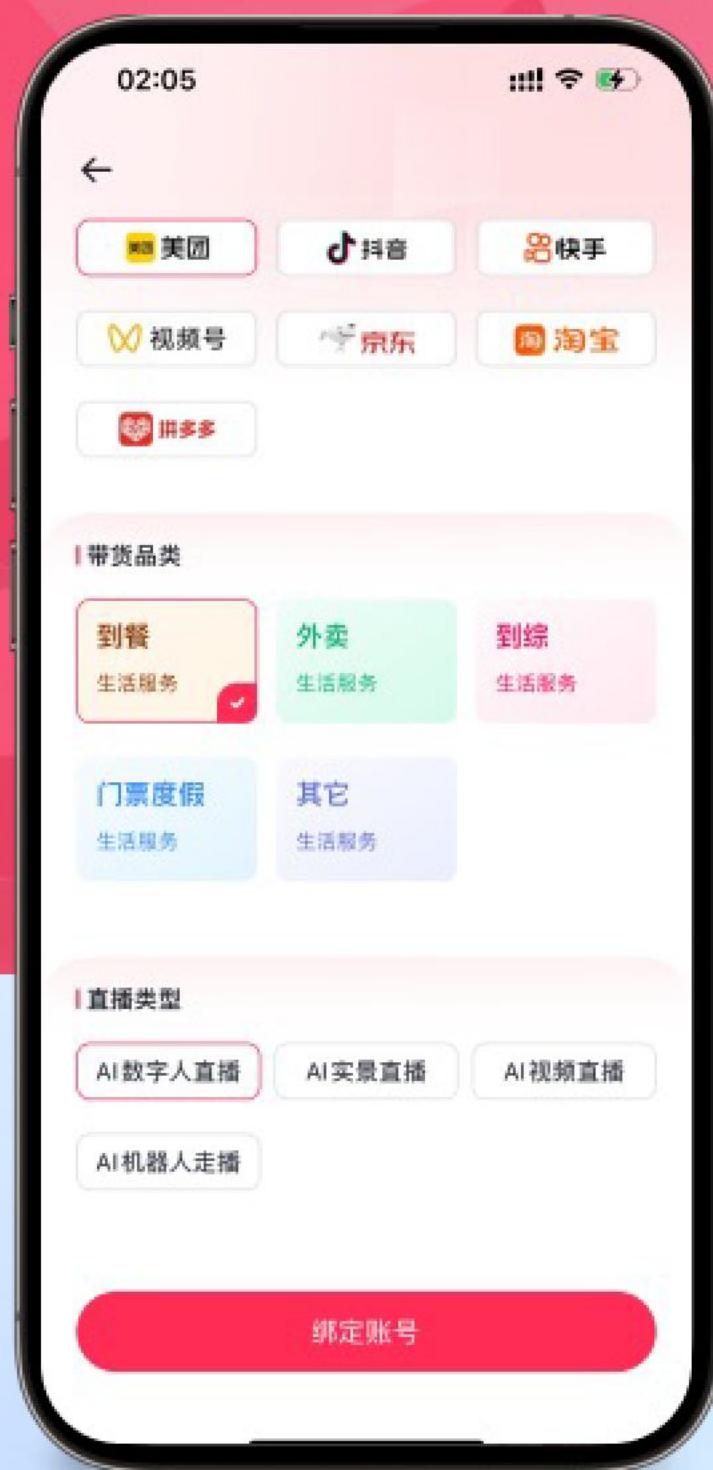 02:05
美团 美团 抖音 快手
视频号 京东 淘 淘宝
拼多多
带货品类
到餐 外卖 到综
生活服务 生活服务 生活服务
门票度假 其它
生活服务 生活服务
直播类型
AI数字人直播 AI实景直播 AI视频直播
AI机器人走播
绑定账号